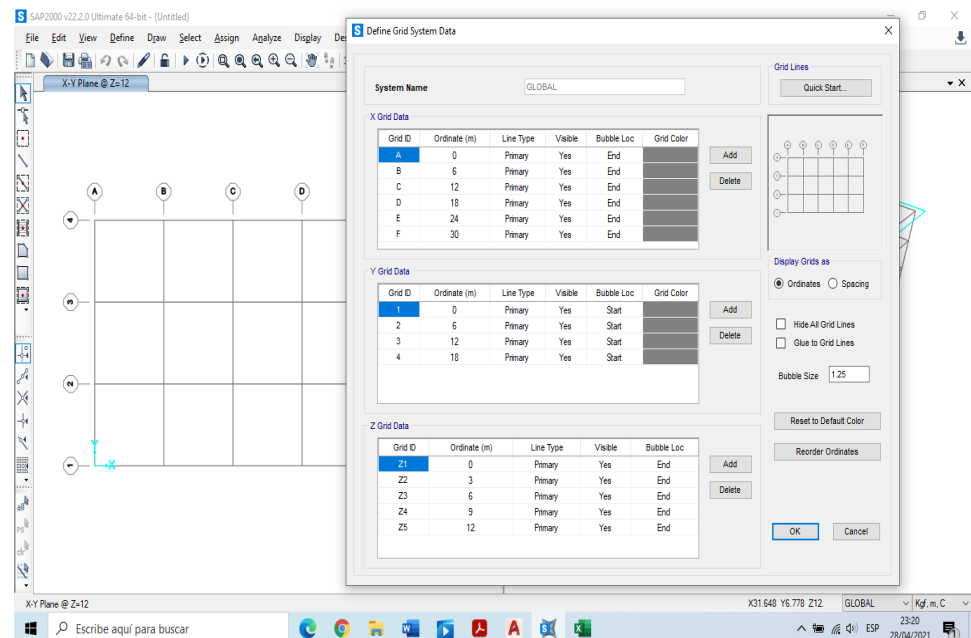 SAP2000 v22.2.0 Ultimate 64-bit - (Untitled)
File Edit View Define Draw Select Assign Analyze Display Des
X-Y Plane @ Z=12
A B C D
4
3
2
1
Y
X
Define Grid System Data
System Name GLOBAL
X Grid Data
Grid ID Ordinate (m) Line Type Visible Bubble Loc Grid Color
A 0 Primary Yes End
B 6 Primary Yes End
C 12 Primary Yes End
D 18 Primary Yes End
E 24 Primary Yes End
F 30 Primary Yes End
Add
Delete
Y Grid Data
Grid ID Ordinate (m) Line Type Visible Bubble Loc Grid Color
1 0 Primary Yes Start
2 6 Primary Yes Start
3 12 Primary Yes Start
4 18 Primary Yes Start
Add
Delete
Z Grid Data
Grid ID Ordinate (m) Line Type Visible Bubble Loc
Z1 0 Primary Yes End
Z2 3 Primary Yes End
Z3 6 Primary Yes End
Z4 9 Primary Yes End
Z5 12 Primary Yes End
Add
Delete
Grid Lines
Quick Start...
Display Grids as
Ordinates Spacing
Hide All Grid Lines
Glue to Grid Lines
Bubble Size 1.25
Reset to Default Color
Reorder Ordinates
OK Cancel
all
PS
clr
X-Y Plane @ Z=12 X31.648 Y6.778 Z12. GLOBAL Kgf, m, C
Escribe aquí para buscar ESP 23:20
28/04/2021